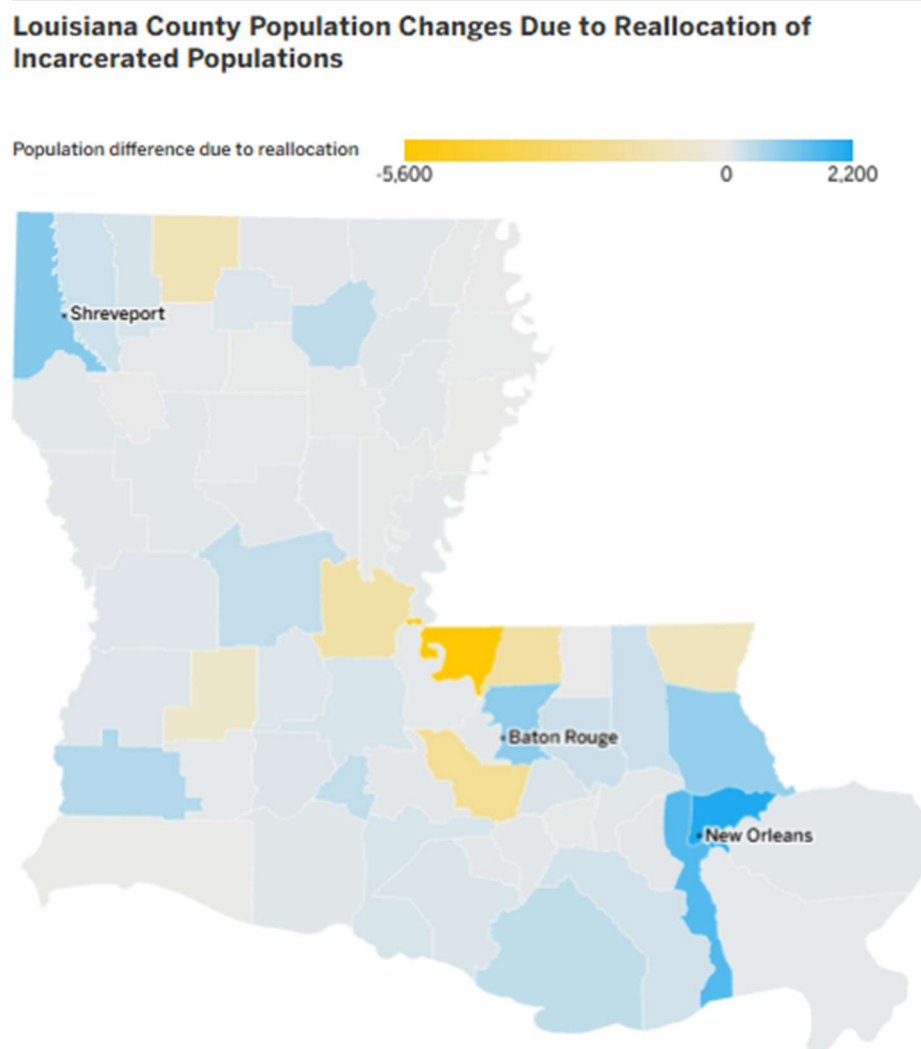 Louisiana County Population Changes Due to Reallocation of
Incarcerated Populations
Population difference due to reallocation
-5,600 0 2,200
Shreveport
Baton Rouge
New Orleans